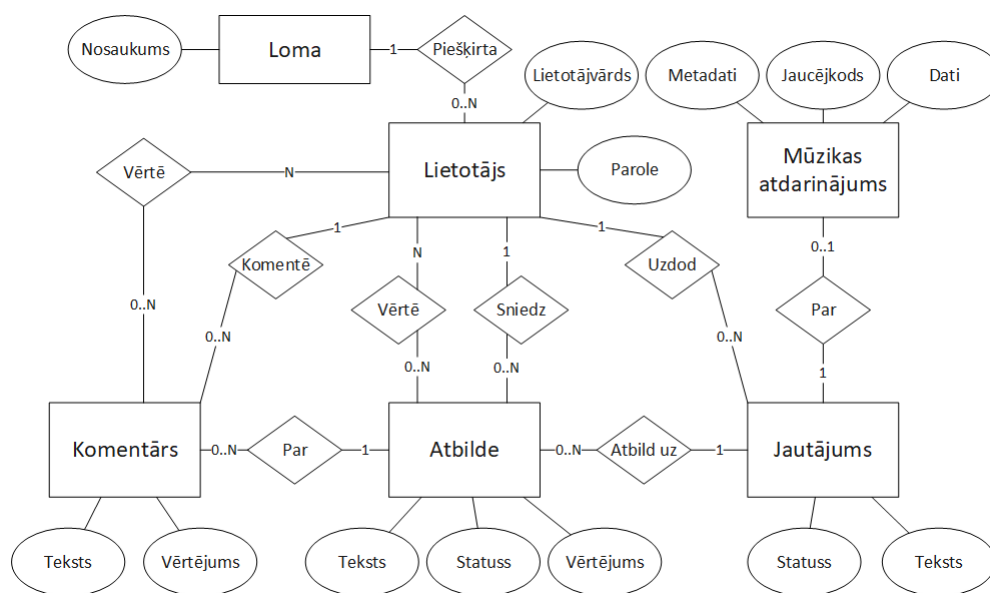 Nosaukums
Loma
1
Piešķirta
0..N
Lietotājvārds
Metadati
Jaucējkods
Dati
Vērtē
N
Lietotājs
Parole
Mūzikas
atdarinājums
1
Komentē
N
1
1
Uzdod
0..1
0..N
Vērtē
Sniedz
Par
0..N
0..N
0..N
0..N
1
Komentārs
0..N
Par
1
Atbilde
0..N
Atbild uz
1
Jautājums
Teksts
Vērtējums
Teksts
Statuss
Vērtējums
Statuss
Teksts